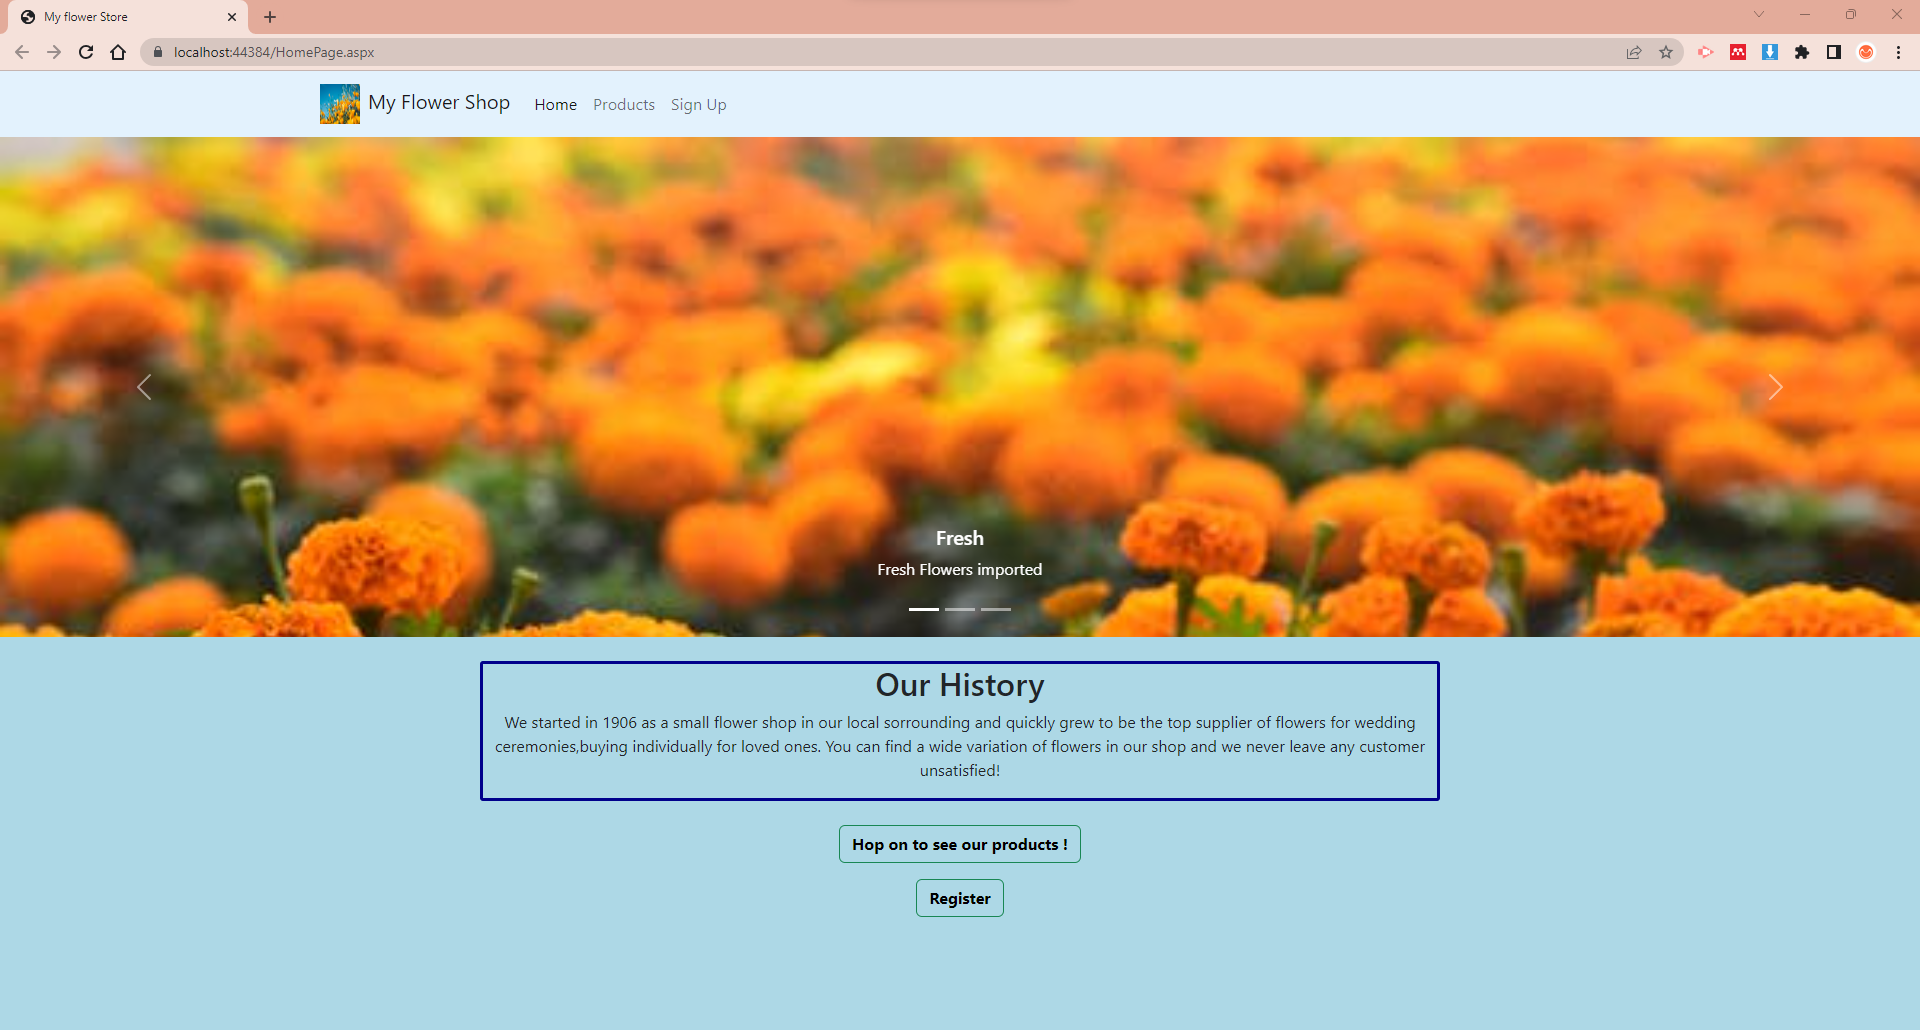 My flower Store
localhost:44384/HomePage.aspx
My Flower Shop Home Products Sign Up
Fresh
Fresh Flowers imported
Our History
We started in 1906 as a small flower shop in our local sorrounding and quickly grew to be the top supplier of flowers for wedding
ceremonies,buying individually for loved ones. You can find a wide variation of flowers in our shop and we never leave any customer
unsatisfied!
Hop on to see our products !
Register